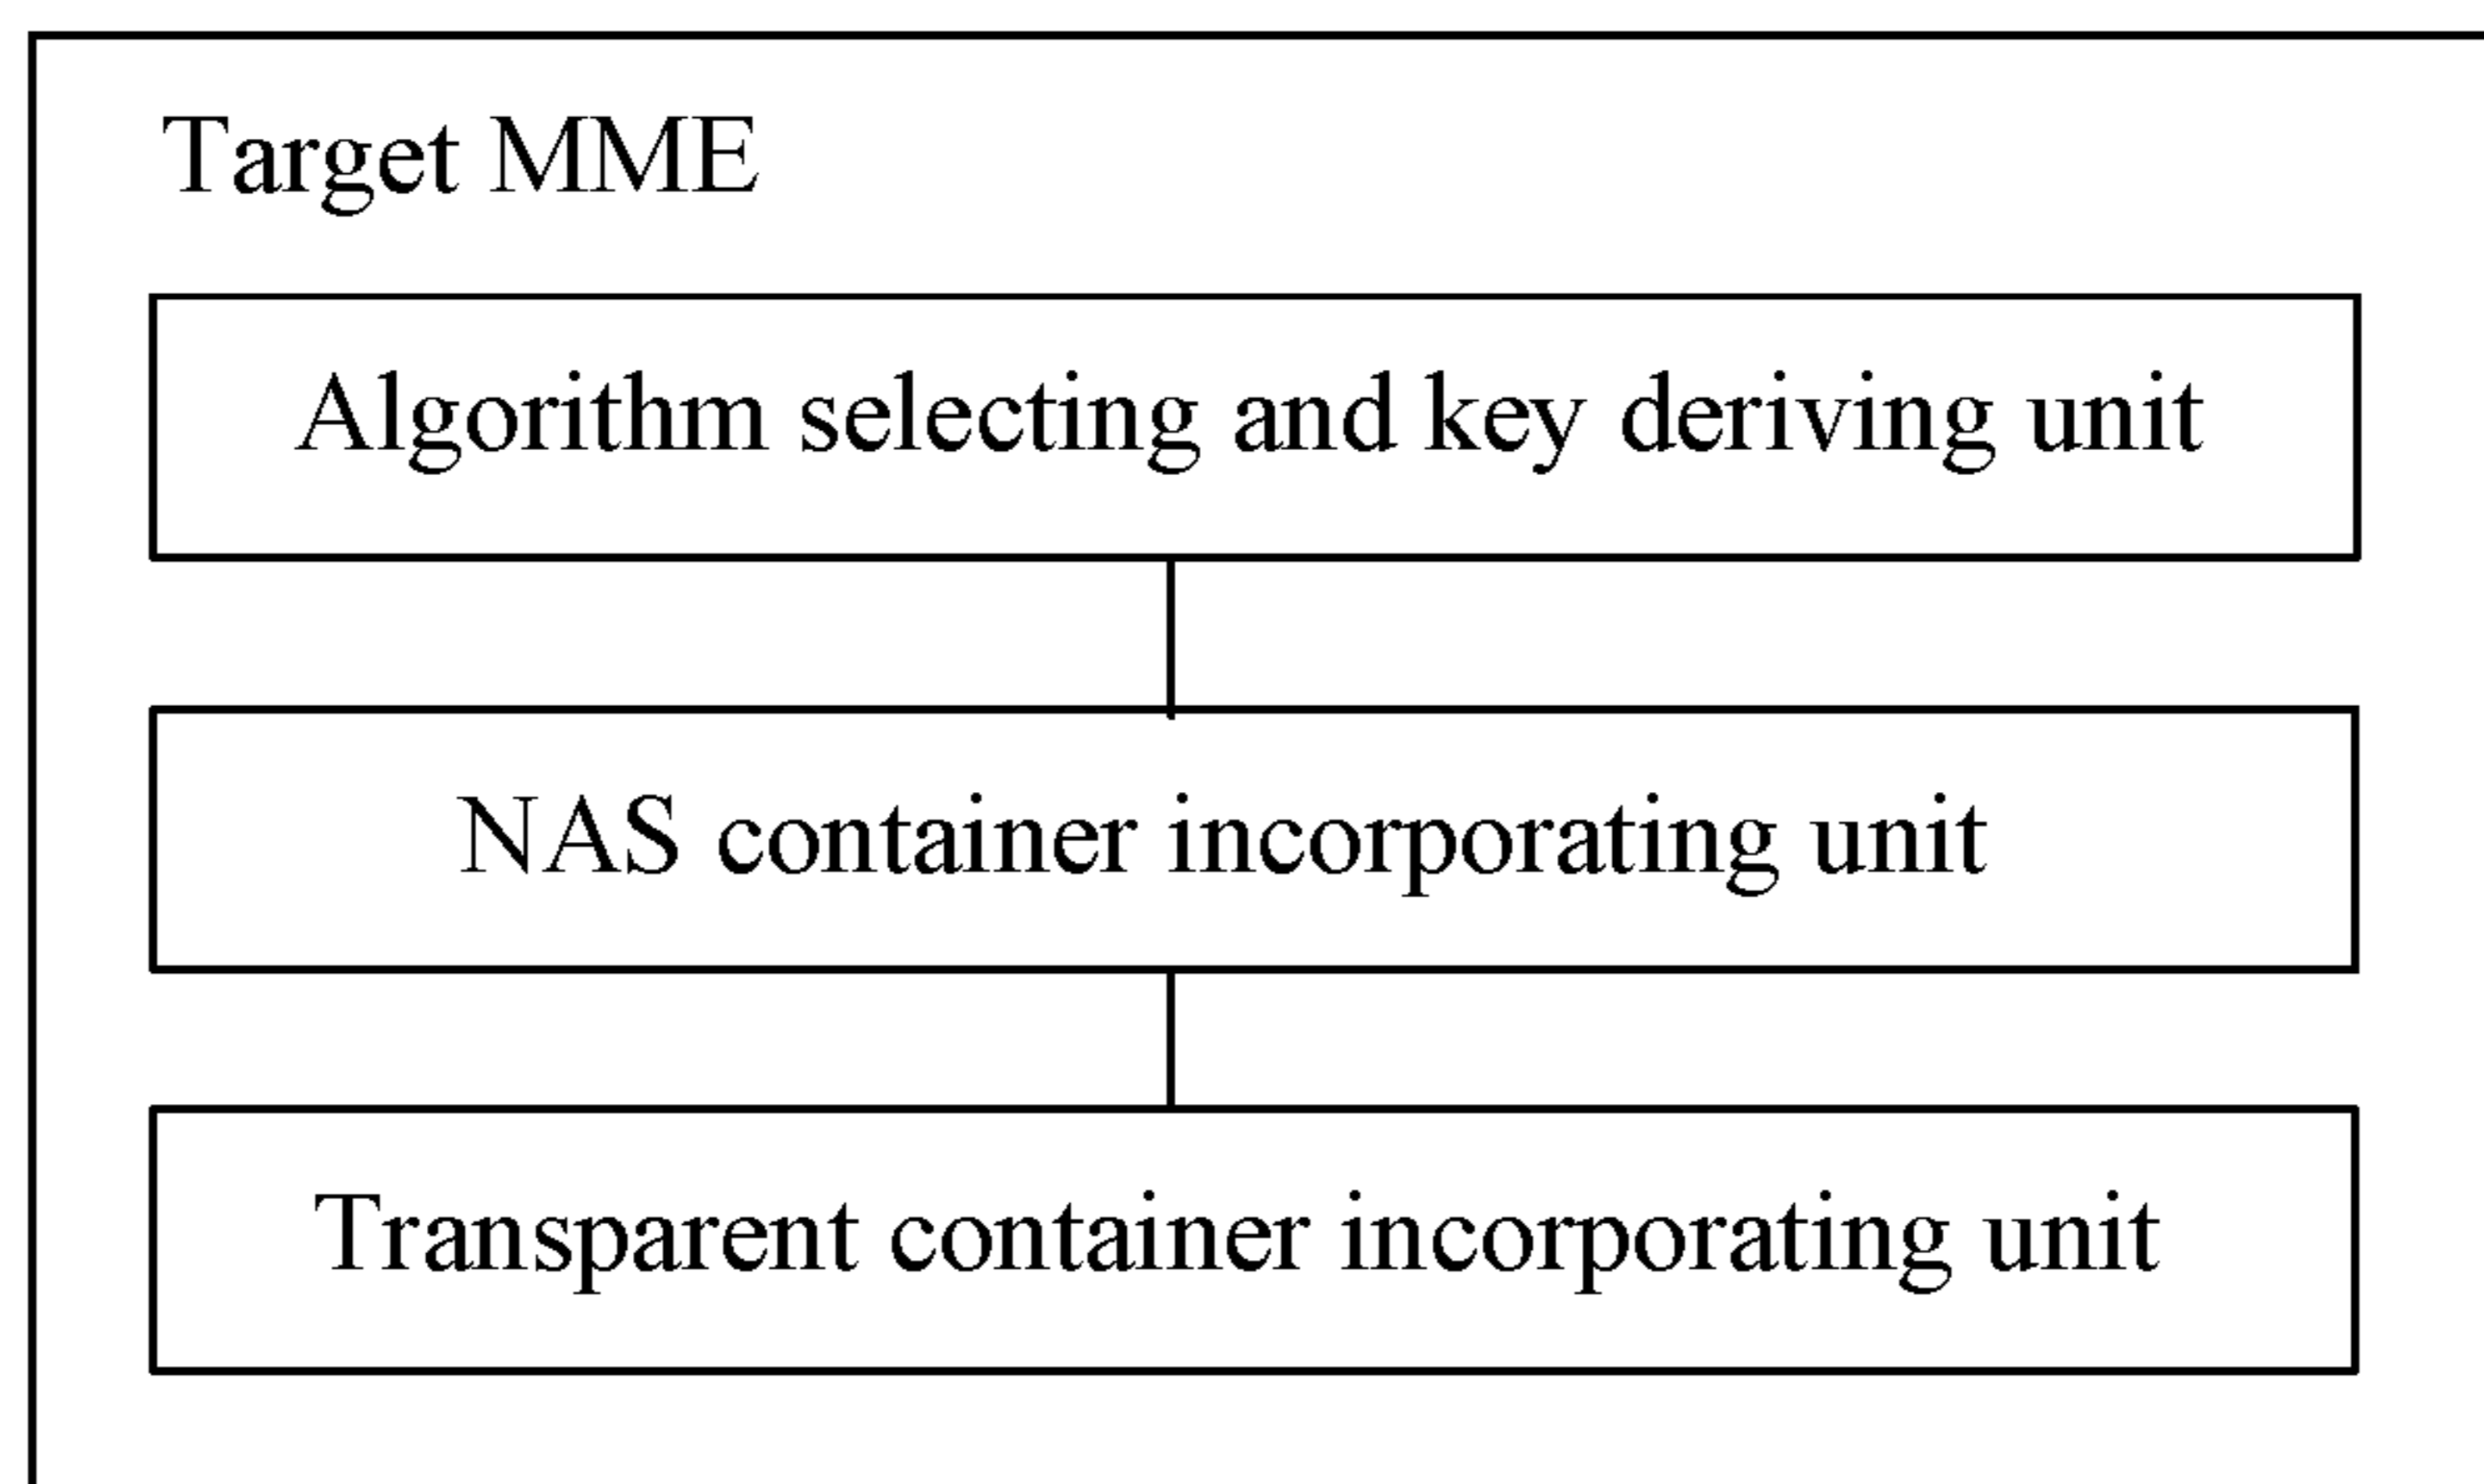 Target MME
Algorithm selecting and key deriving unit
NAS container incorporating unit
Transparent container incorporating unit